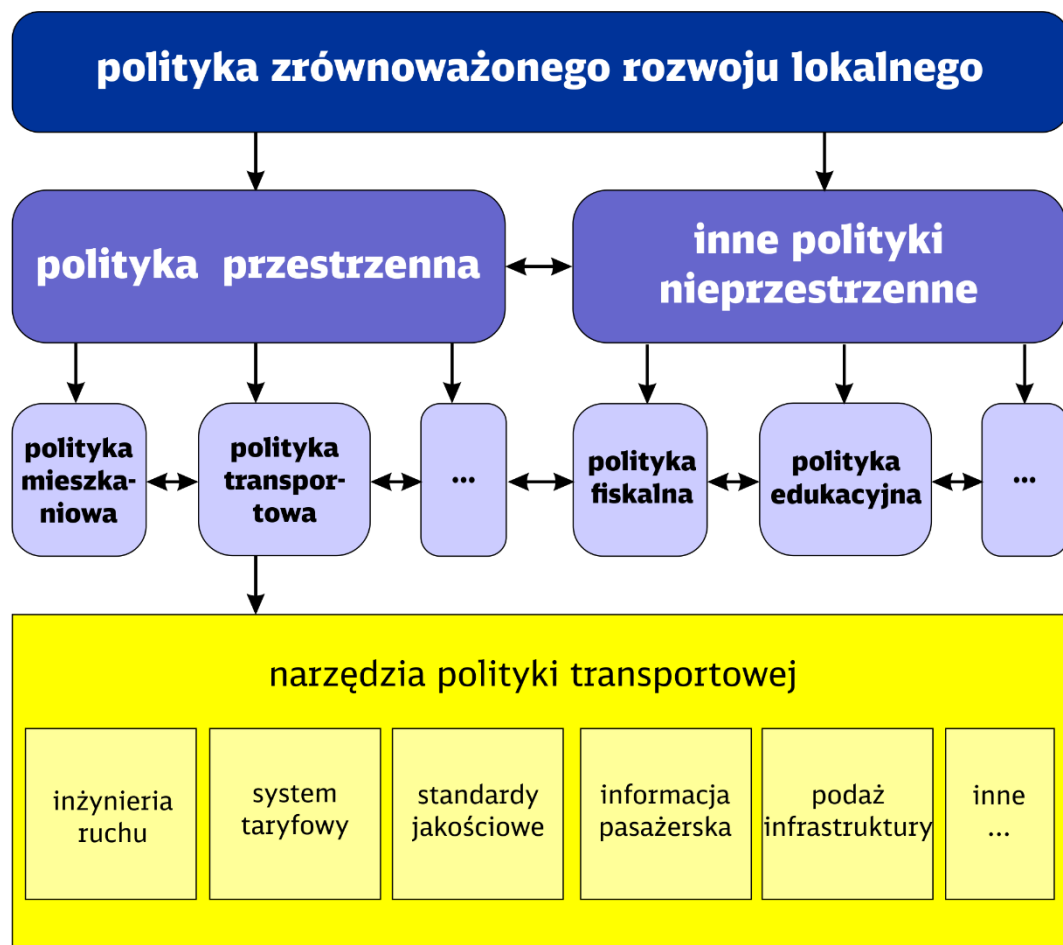 polityka zrównoważonego rozwoju lokalnego
polityka przestrzenna
inne polityki
nieprzestrzenne
polityka
mieszka-
niowa
polityka
transpor-
towa
...
polityka
fiskalna
polityka
edukacyjna
...
narzędzia polityki transportowej
inżynieria
ruchu
system
taryfowy
standardy
jakościowe
informacja
pasażerska
podaż
infrastruktury
inne
...